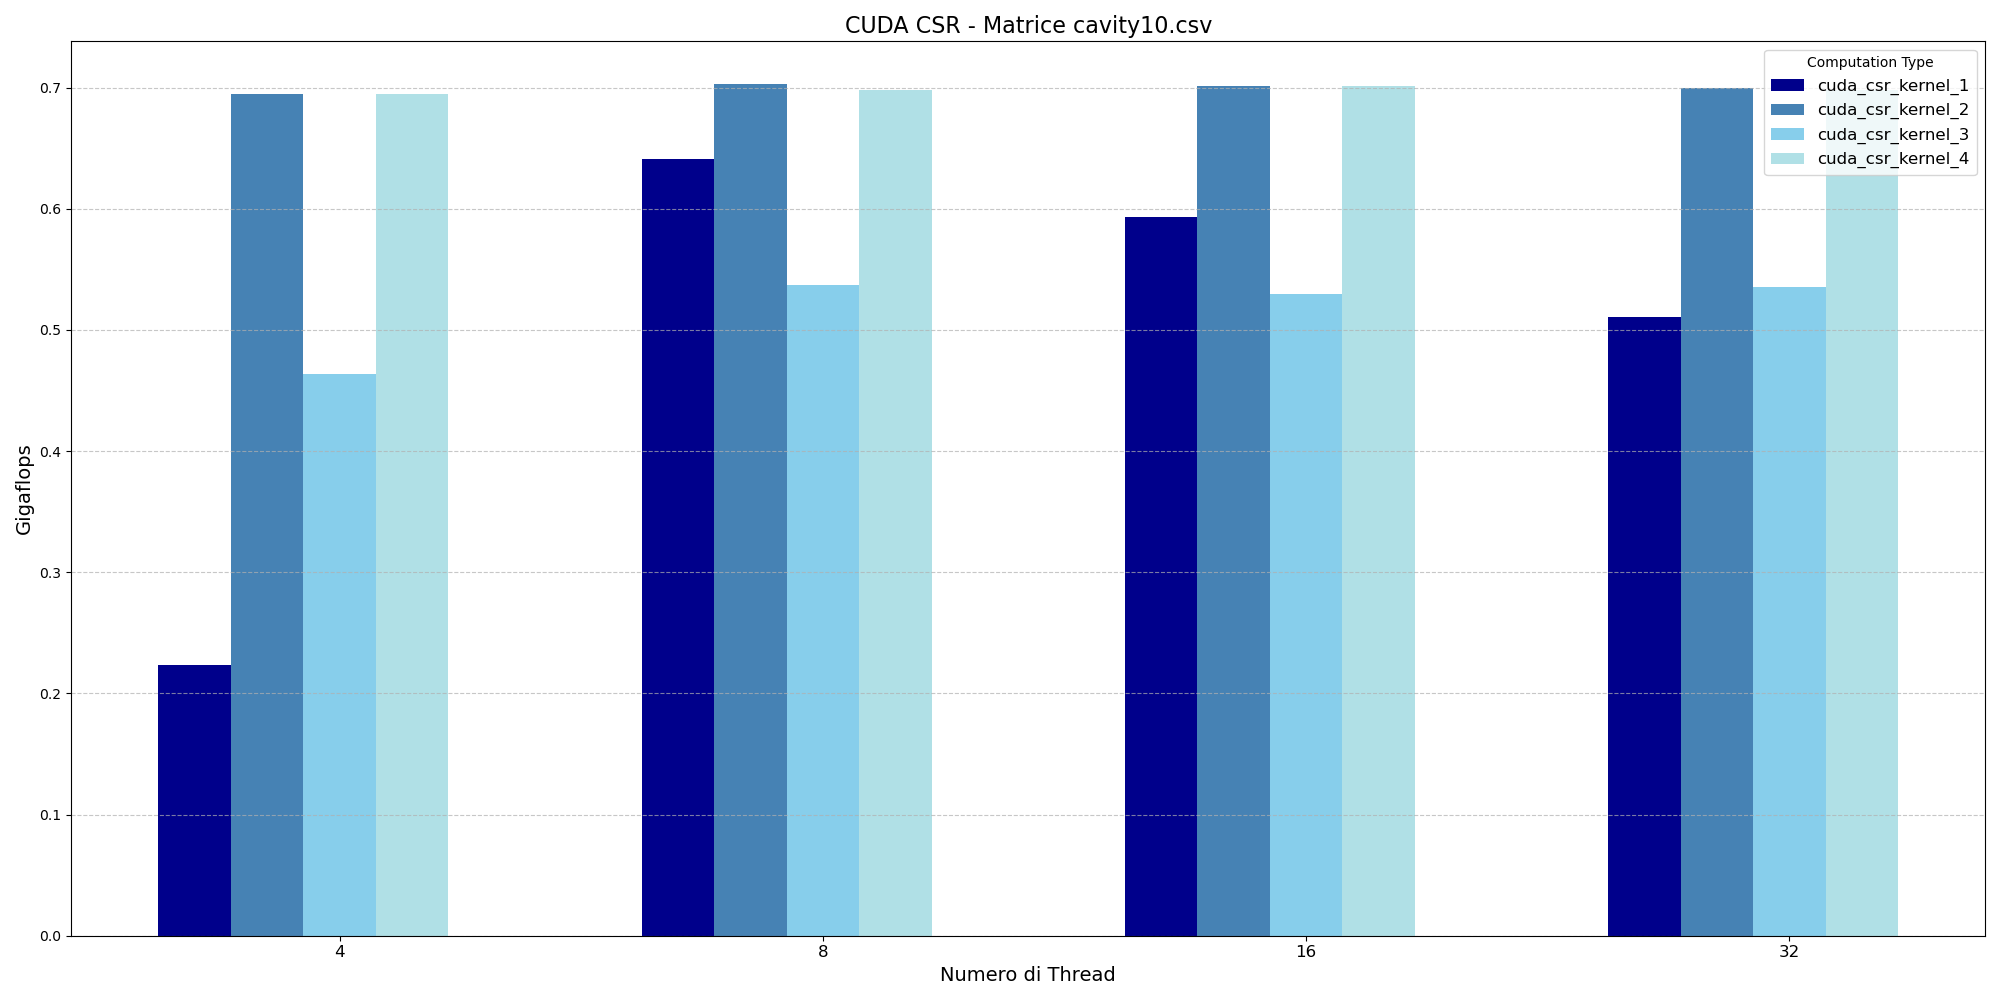 CUDA CSR - Matrice cavity10.csv
Computation Type
cuda_csr_kernel_1
cuda_csr_kernel_2
cuda_csr_kernel_3
cuda_csr_kernel_4
Gigaflops
0.7
0.6
0.5
0.4
0.3
0.2
0.1
0.0
4 8 16 32
Numero di Thread